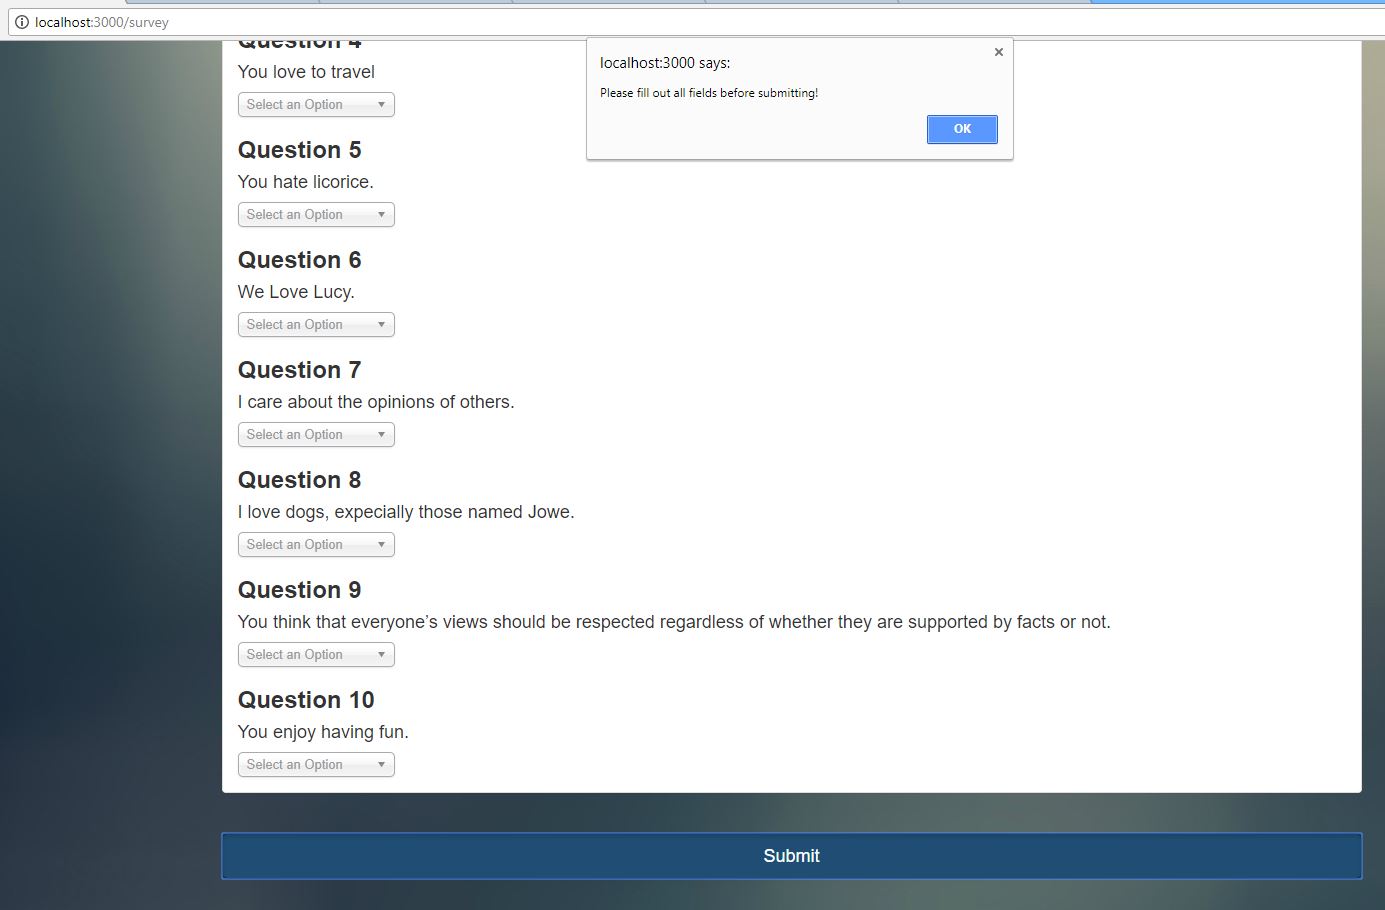 localhost:3000/survey
Question 4
You love to travel
Select an Option
localhost:3000 says:
Please fill out all fields before submitting!
OK
Question 5
You hate licorice.
Select an Option
Question 6
We Love Lucy.
Select an Option
Question 7
I care about the opinions of others.
Select an Option
Question 8
I love dogs, expecially those named Jowe.
Select an Option
Question 9
You think that everyone’s views should be respected regardless of whether they are supported by facts or not.
Select an Option
Question 10
You enjoy having fun.
Select an Option
Submit